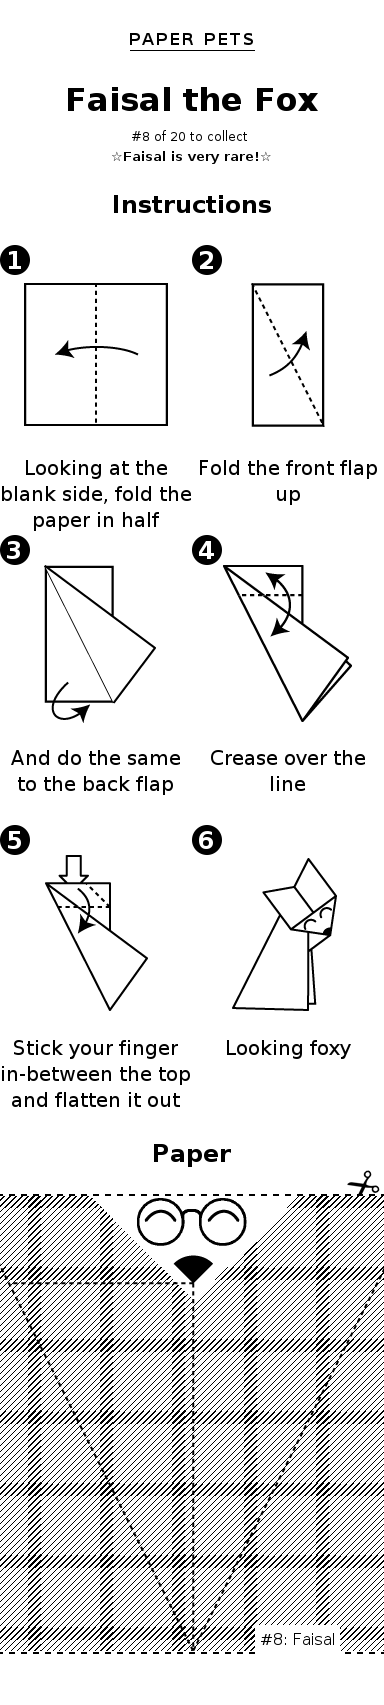 PAPER PETS
Faisal the Fox
#8 of 20 to collect
☆Faisal is very rare!☆
Instructions
1
2
Looking at the
blank side, fold the
paper in half
Fold the front flap
up
3
4
And do the same
to the back flap
Crease over the
line
5
6
Stick your finger
in-between the top
and flatten it out
Looking foxy
Paper
#8: Faisal